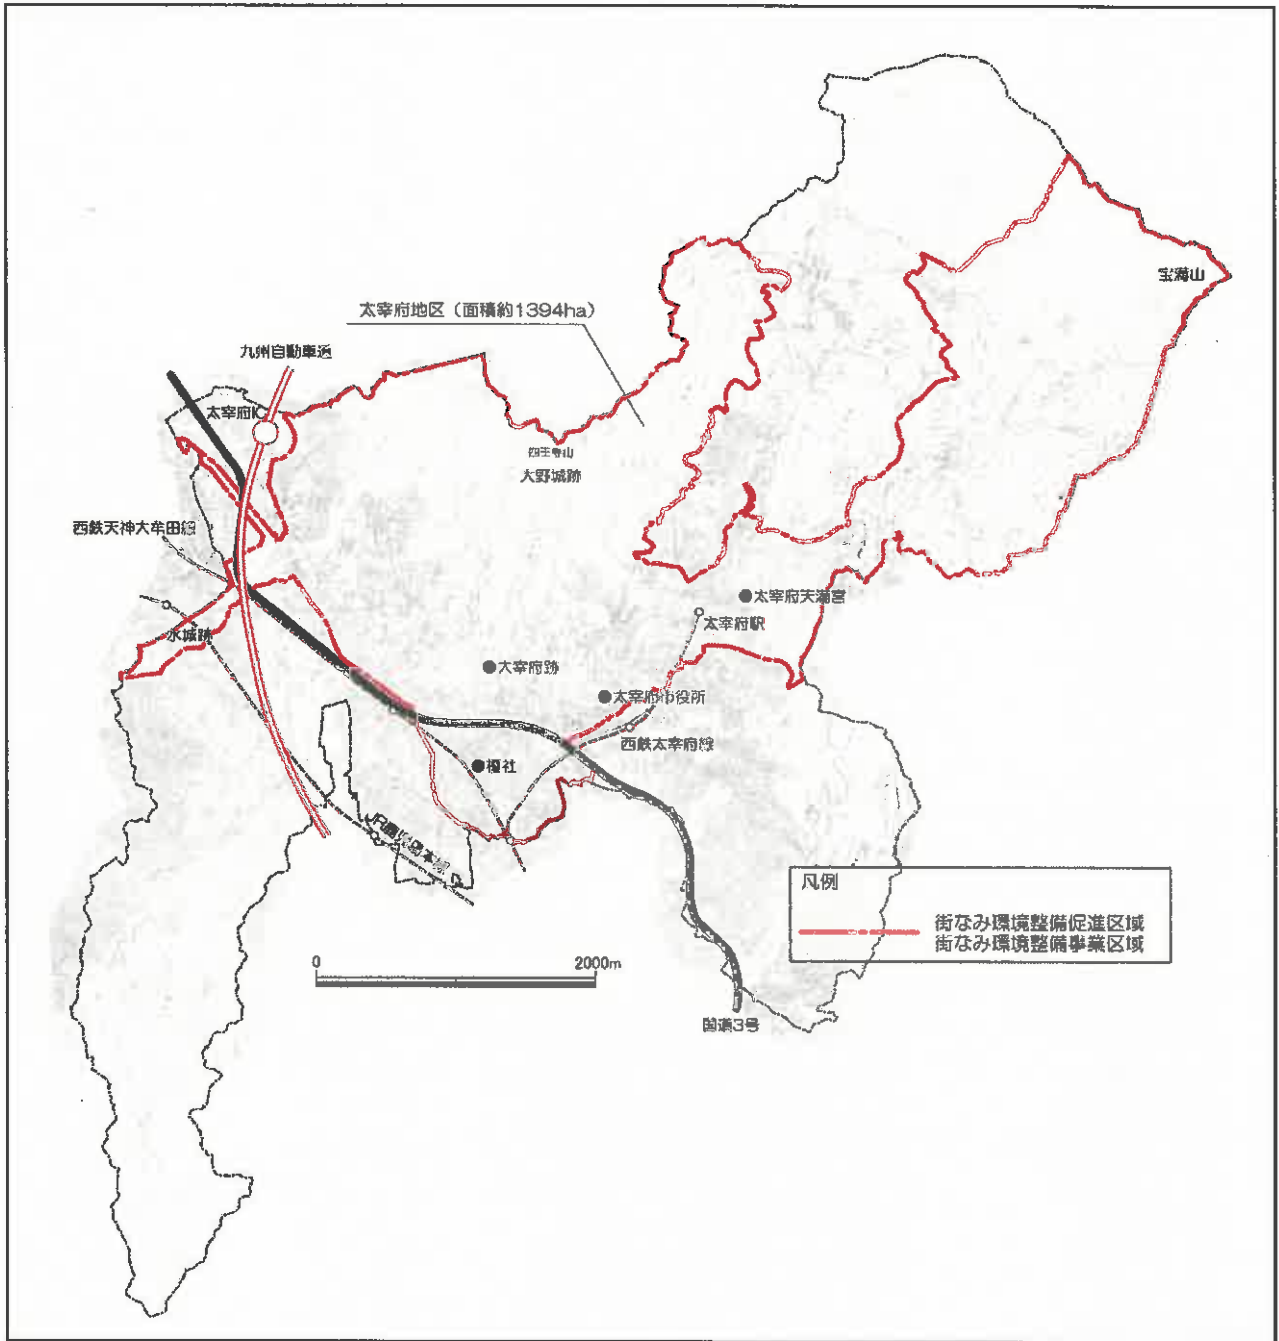 宝満山
太宰府地区（面積約1394ha）
九州自動車道
太宰府IC
四王寺山
大野城跡
西鉄天神大牟田線
太宰府天満宮
太宰府駅
水城跡
大宰府跡
太宰府市役所
西鉄太宰府線
榎社
JR鹿児島本線
凡例
街なみ環境整備促進区域
街なみ環境整備事業区域
0 2000m
国道3号